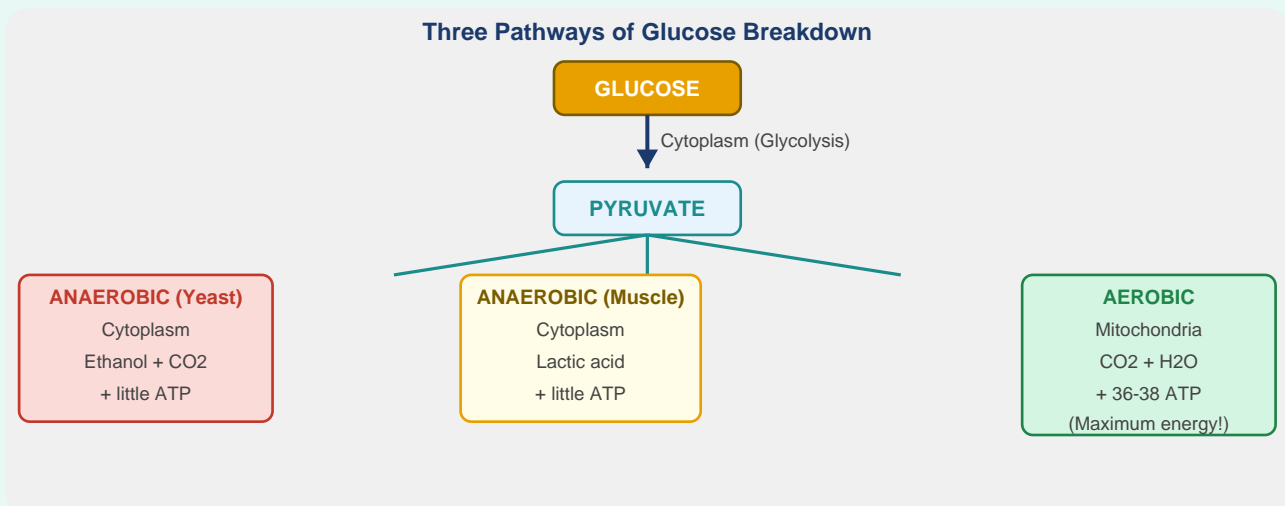 Three Pathways of Glucose Breakdown
GLUCOSE
Cytoplasm (Glycolysis)
PYRUVATE
ANAEROBIC (Yeast)
Cytoplasm
Ethanol + CO2
+ little ATP
ANAEROBIC (Muscle)
Cytoplasm
Lactic acid
+ little ATP
AEROBIC
Mitochondria
CO2 + H2O
+ 36-38 ATP
(Maximum energy!)